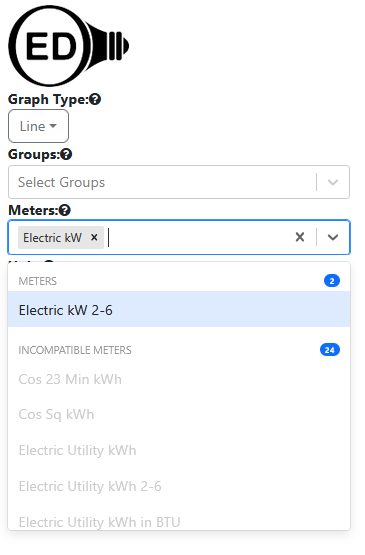 ED
Graph Type:
Line
Groups:
Select Groups
Meters:
Electric kW ×
METERS 2
Electric kW 2-6
INCOMPATIBLE METERS 24
Cos 23 Min kWh
Cos Sq kWh
Electric Utility kWh
Electric Utility kWh 2-6
Electric Utility kWh in BTU